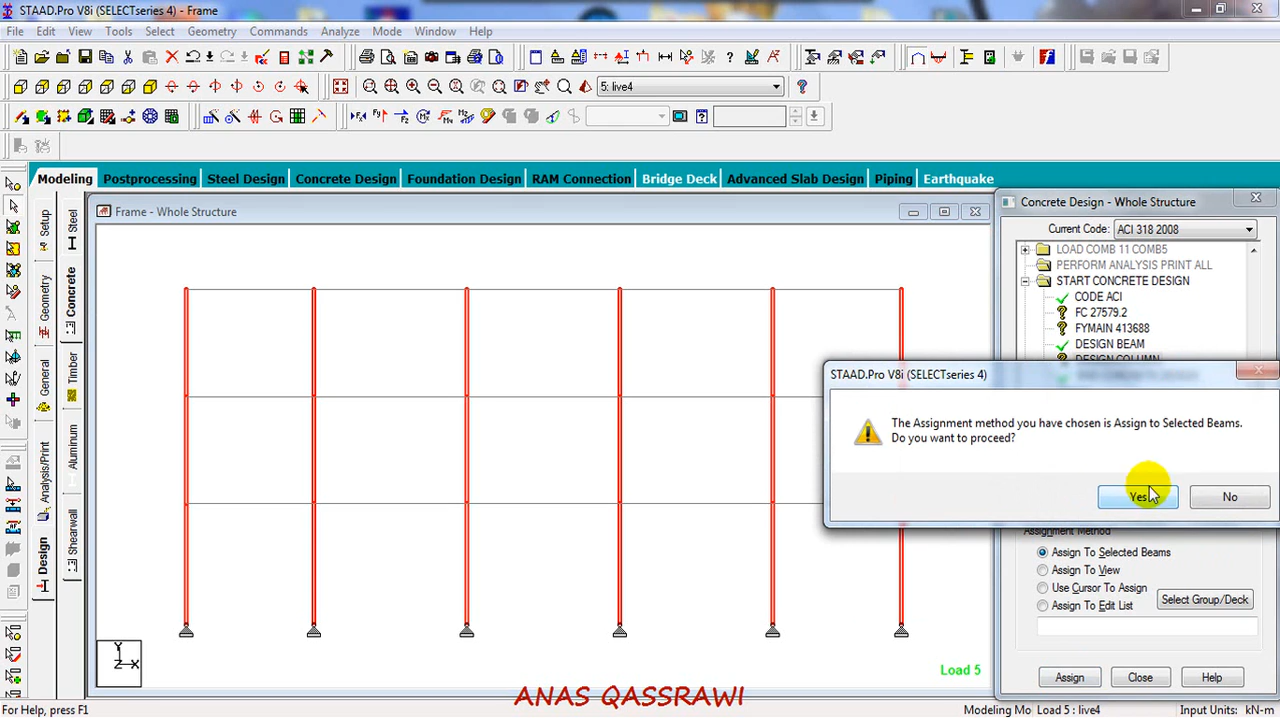 STAAD.Pro V8i (SELECTseries 4) - Frame
File Edit View Tools Select Geometry Commands Analyze Mode Window Help
5: live4
Modeling Postprocessing Steel Design Concrete Design Foundation Design RAM Connection Bridge Deck Advanced Slab Design Piping Earthquake
Setup
Geometry
General
Analysis/Print
Design
Steel
Concrete
Timber
Aluminum
Shearwall
Frame - Whole Structure
Y
Z X
Load 5
Concrete Design - Whole Structure
Current Code: ACI 318 2008
LOAD COMB 11 COMB5
PERFORM ANALYSIS PRINT ALL
START CONCRETE DESIGN
CODE ACI
FC 27579.2
FYMAIN 413688
DESIGN BEAM
DESIGN COLUMN
STAAD.Pro V8i (SELECTseries 4)
The Assignment method you have chosen is Assign to Selected Beams.
Do you want to proceed?
Yes No
Assignment Method
Assign To Selected Beams
Assign To View
Use Cursor To Assign
Assign To Edit List
Select Group/Deck
Assign Close Help
ANAS QASSRAWI
For Help, press F1
Modeling Mo Load 5 : live4 Input Units: kN-m